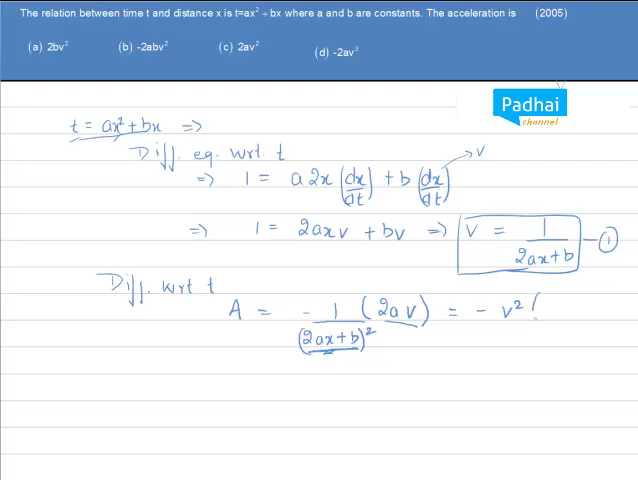 The relation between time t and distance x is t=ax² ÷ bx where a and b are constants. The acceleration is (2005)
(a) 2bv² (b) -2abv² (c) 2av² (d) -2av³
Padhai
channel
t = ax² + bx ⇒
Diff. eq. wrt. t
⇒ 1 = a 2x (dx/dt) + b (dx/dt) → v
⇒ 1 = 2axv + bv ⇒ v = 1/(2ax+b) — ①
Diff. wrt t
A = - 1/(2ax+b)² (2av) = - v² (